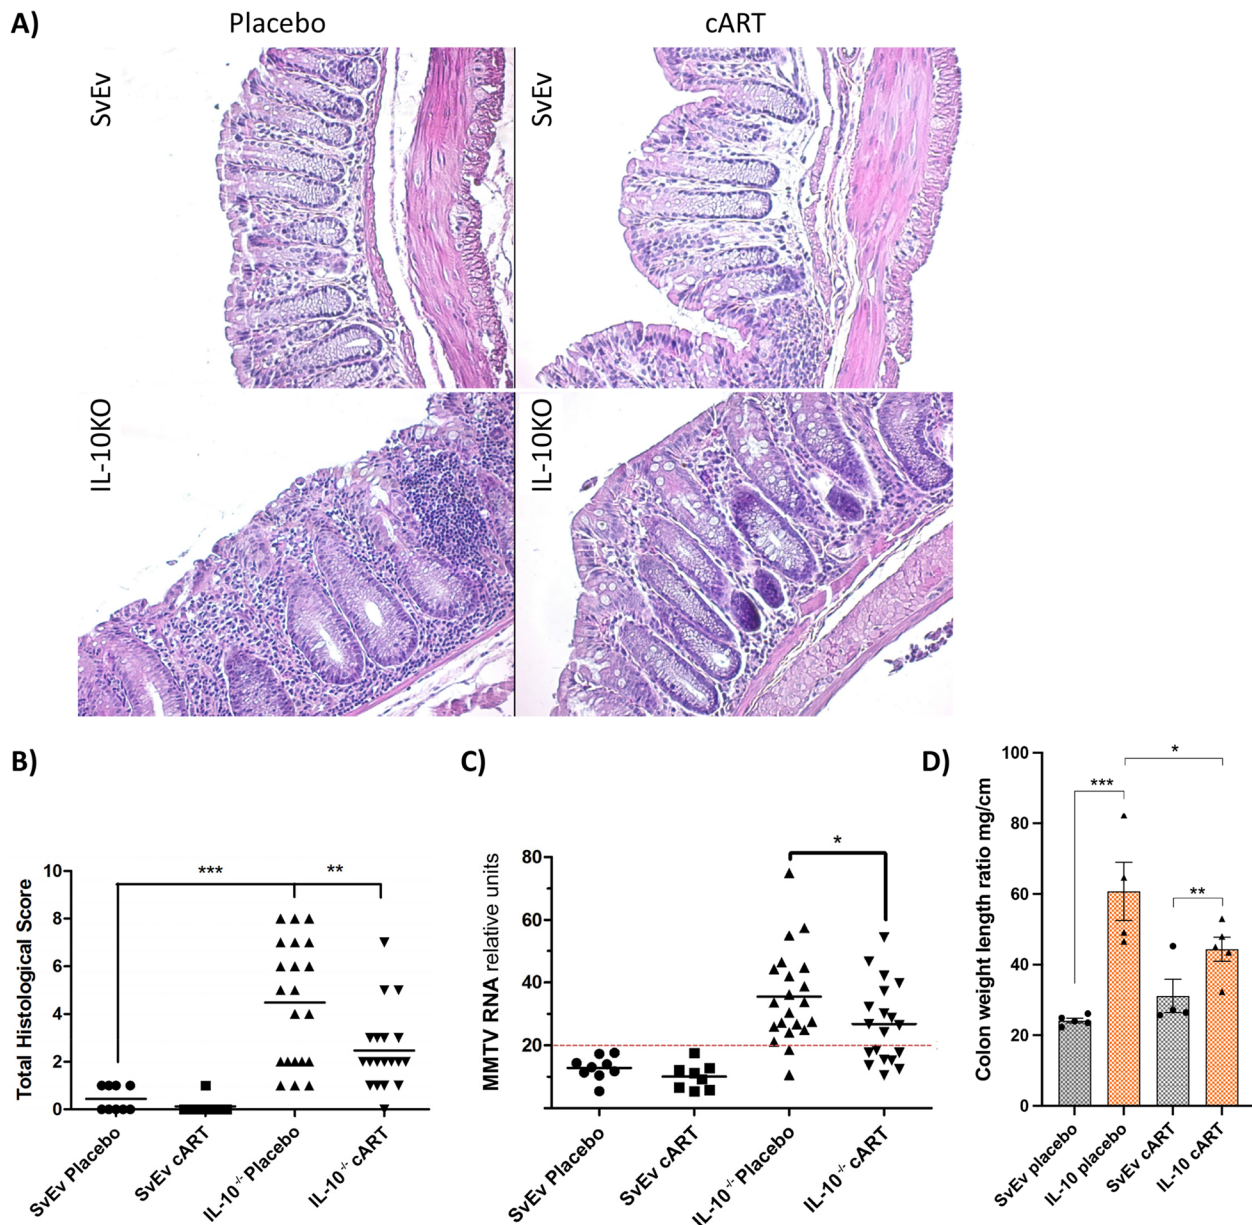 A)
Placebo
cART
SvEv
SvEv
IL-10KO
IL-10KO
B)
Total Histological Score
10
8
6
4
2
0
***
**
SvEv Placebo
SvEv cART
IL-10-/- Placebo
IL-10-/- cART
C)
MMTV RNA relative units
80
60
40
20
*
SvEv Placebo
SvEv cART
IL-10-/- Placebo
IL-10-/- cART
D)
Colon weight length ratio mg/cm
100
80
60
40
20
0
***
*
**
SvEv placebo
IL-10 placebo
SvEv cART
IL-10 cART